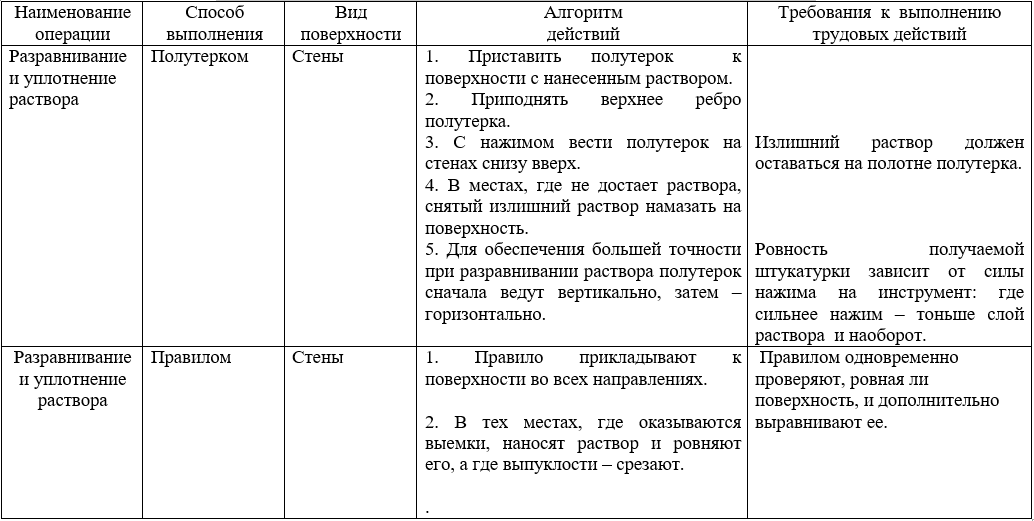 Наименование операции
Способ выполнения
Вид поверхности
Алгоритм действий
Требования к выполнению трудовых действий
Разравнивание
и уплотнение
раствора
Полутерком
Стены
1. Приставить полутерок к
поверхности с нанесенным раствором.
2. Приподнять верхнее ребро
полутерка.
3. С нажимом вести полутерок на
стенах снизу вверх.
4. В местах, где не достает раствора,
снятый излишний раствор намазать на
поверхность.
5. Для обеспечения большей точности
при разравнивании раствора полутерок
сначала ведут вертикально, затем –
горизонтально.
Излишний раствор должен
оставаться на полотне полутерка.
Ровность получаемой
штукатурки зависит от силы
нажима на инструмент: где
сильнее нажим – тоньше слой
раствора и наоборот.
Разравнивание
и уплотнение
раствора
Правилом
Стены
1. Правило прикладывают к
поверхности во всех направлениях.
2. В тех местах, где оказываются
выемки, наносят раствор и ровняют
его, а где выпуклости – срезают.
.
Правилом одновременно
проверяют, ровная ли
поверхность, и дополнительно
выравнивают ее.